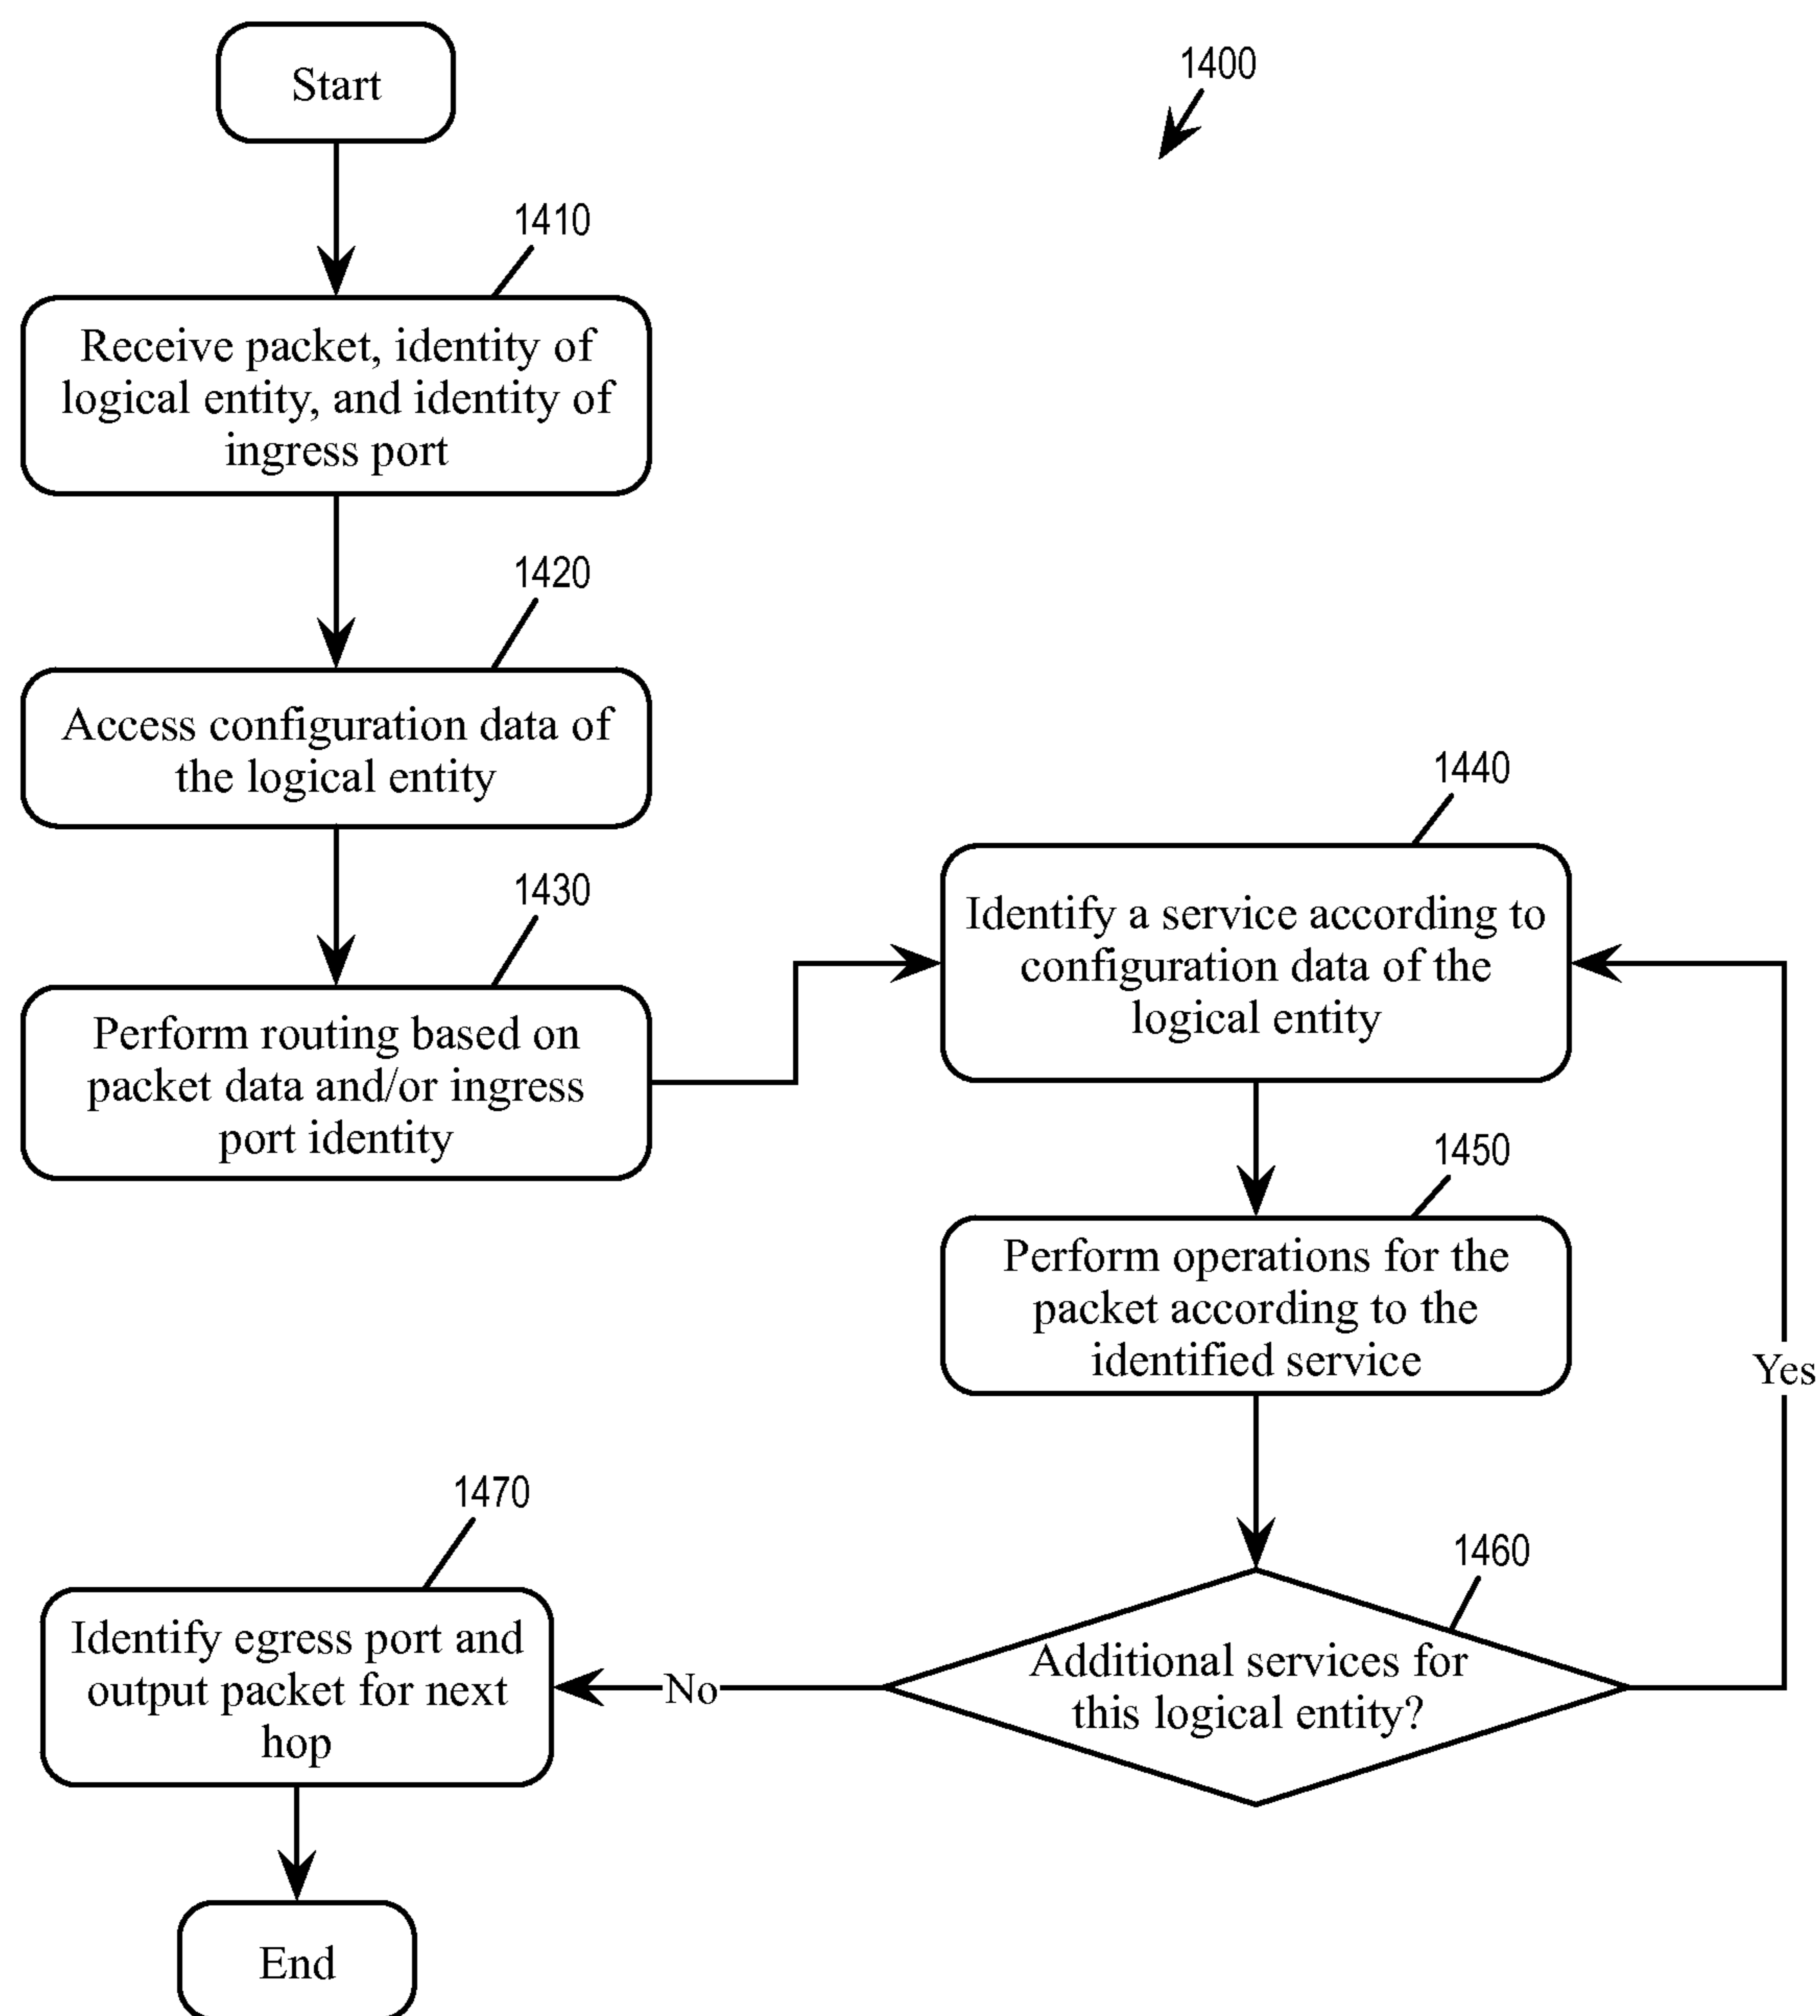 Start
1400
1410
Receive packet, identity of
logical entity, and identity of
ingress port
1420
Access configuration data of
the logical entity
1430
Perform routing based on
packet data and/or ingress
port identity
1440
Identify a service according to
configuration data of the
logical entity
1450
Perform operations for the
packet according to the
identified service
Yes
1460
Additional services for
this logical entity?
No
1470
Identify egress port and
output packet for next
hop
End